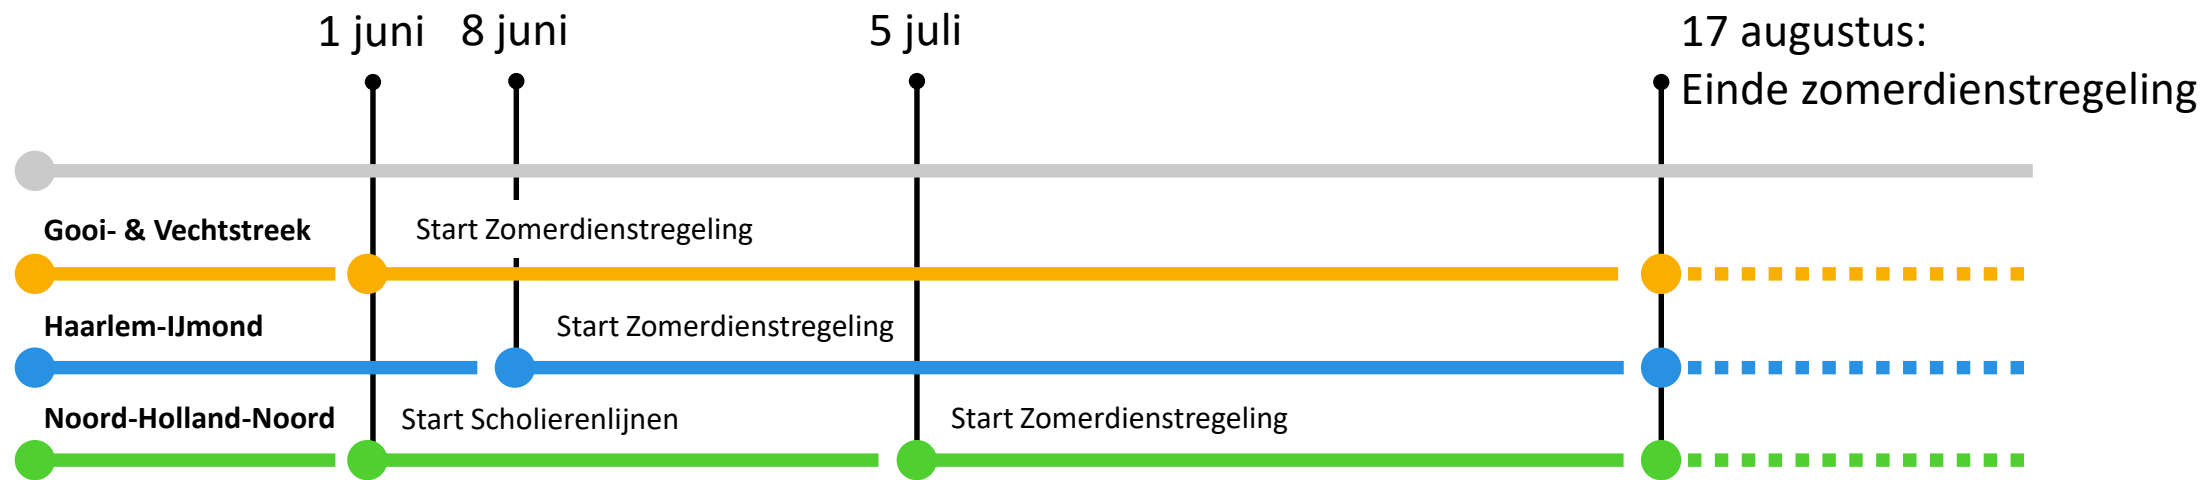 1 juni
8 juni
5 juli
17 augustus:
Einde zomerdienstregeling
Gooi- & Vechtstreek
Start Zomerdienstregeling
Haarlem-IJmond
Start Zomerdienstregeling
Noord-Holland-Noord
Start Scholierenlijnen
Start Zomerdienstregeling